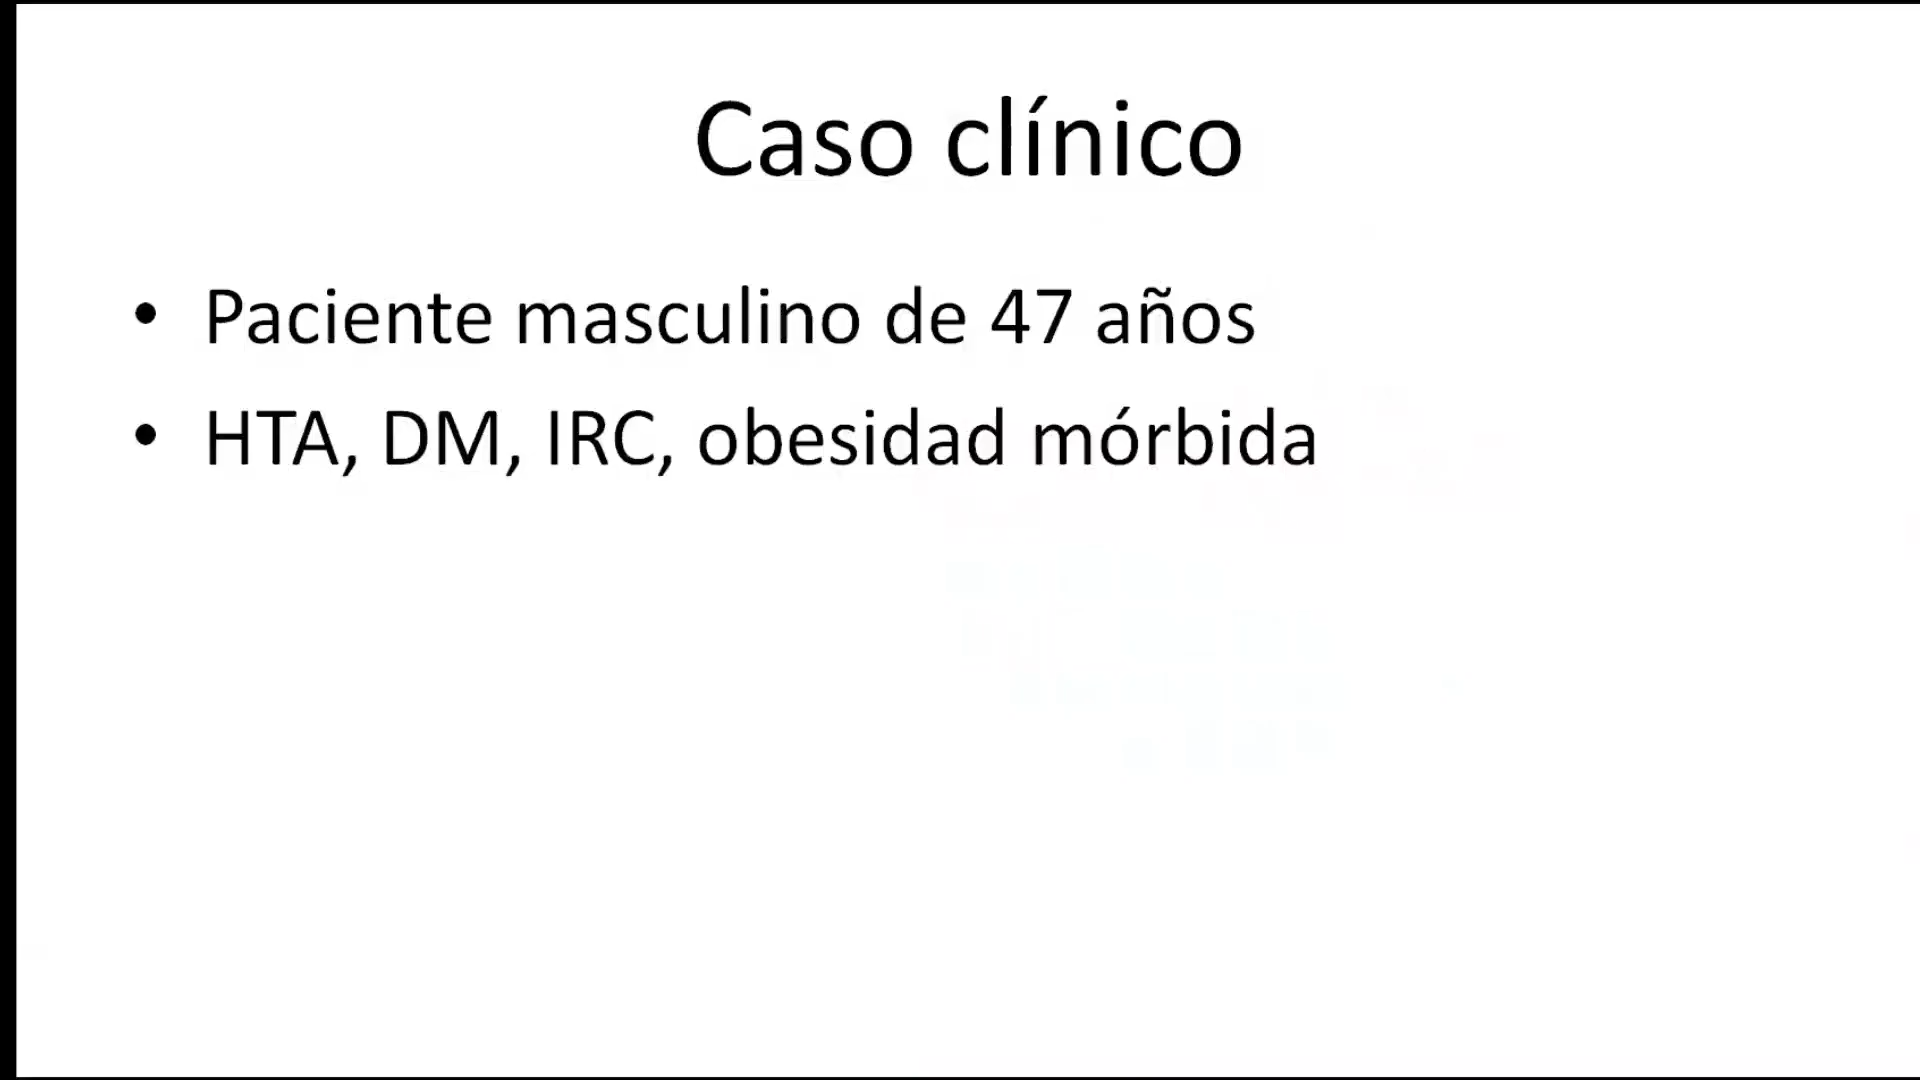 Caso clínico
• Paciente masculino de 47 años
• HTA, DM, IRC, obesidad mórbida